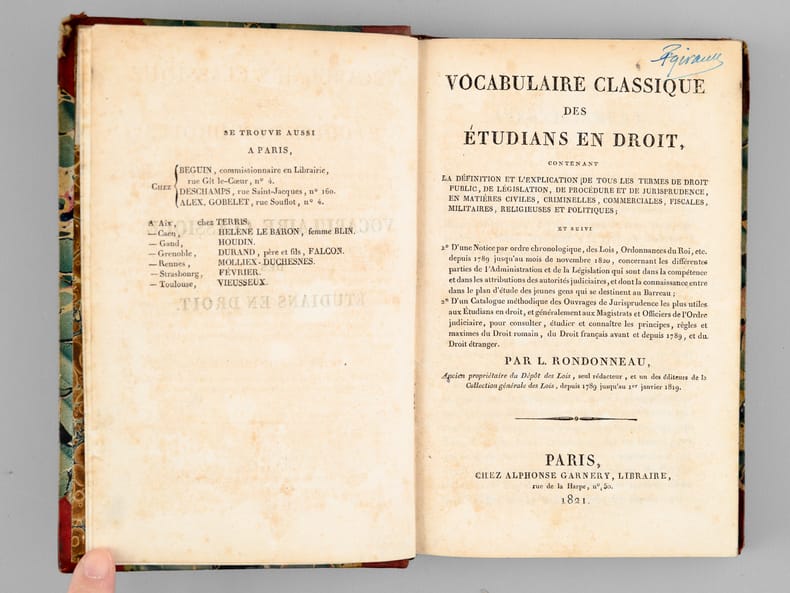 SE TROUVE AUSSI
A PARIS,
CHEZ
BEGUIN, commissionnaire en Librairie,
rue Gît-le-Cœur, n° 4.
DESCHAMPS, rue Saint-Jacques, n° 160.
ALEX. GOBELET, rue Soufflot, n° 4.
A Aix, chez TERRIS.
— Caen, HELÈNE LE BARON, femme BLIN.
— Gand, HOUDIN.
— Grenoble, DURAND, père et fils, FALCON.
— Rennes, MOLLIEX-DUCHESNES.
— Strasbourg, FÉVRIER.
— Toulouse, VIEUSSEUX.
VOCABULAIRE CLASSIQUE
DES
ÉTUDIANS EN DROIT,
CONTENANT
LA DÉFINITION ET L'EXPLICATION DE TOUS LES TERMES DE DROIT
PUBLIC, DE LÉGISLATION, DE PROCÉDURE ET DE JURISPRUDENCE,
EN MATIÈRES CIVILES, CRIMINELLES, COMMERCIALES, FISCALES,
MILITAIRES, RELIGIEUSES ET POLITIQUES;
ET SUIVI
1° D'une Notice par ordre chronologique, des Lois, Ordonnances du Roi, etc.
depuis 1789 jusqu'au mois de novembre 1820, concernant les différentes
parties de l'Administration et de la Législation qui sont dans la compétence
et dans les attributions des autorités judiciaires, et dont la connaissance entre
dans le plan d'étude des jeunes gens qui se destinent au Barreau;
2° D'un Catalogue méthodique des Ouvrages de Jurisprudence les plus utiles
aux Étudians en droit, et généralement aux Magistrats et Officiers de l'Ordre
judiciaire, pour consulter, étudier et connaître les principes, règles et
maximes du Droit romain, du Droit français avant et depuis 1789, et du
Droit étranger.
PAR L. RONDONNEAU,
Ancien propriétaire du Dépôt des Lois, seul rédacteur, et un des éditeurs de la
Collection générale des Lois, depuis 1789 jusqu'au 1er janvier 1819.
PARIS,
CHEZ ALPHONSE GARNERY, LIBRAIRE,
rue de la Harpe, n°. 50.
1821.